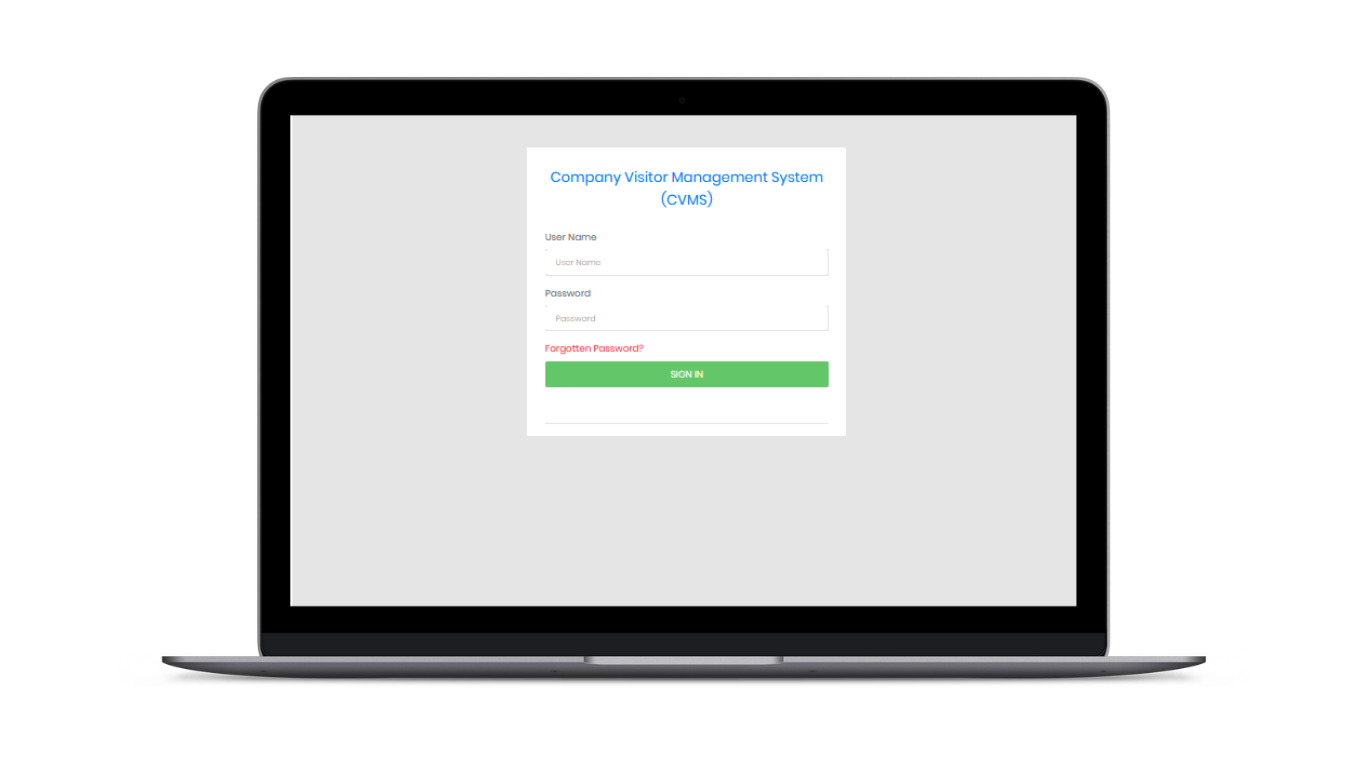 Company Visitor Management System
(CVMS)
User Name
User Name
Password
Password
Forgotten Password?
SIGN IN